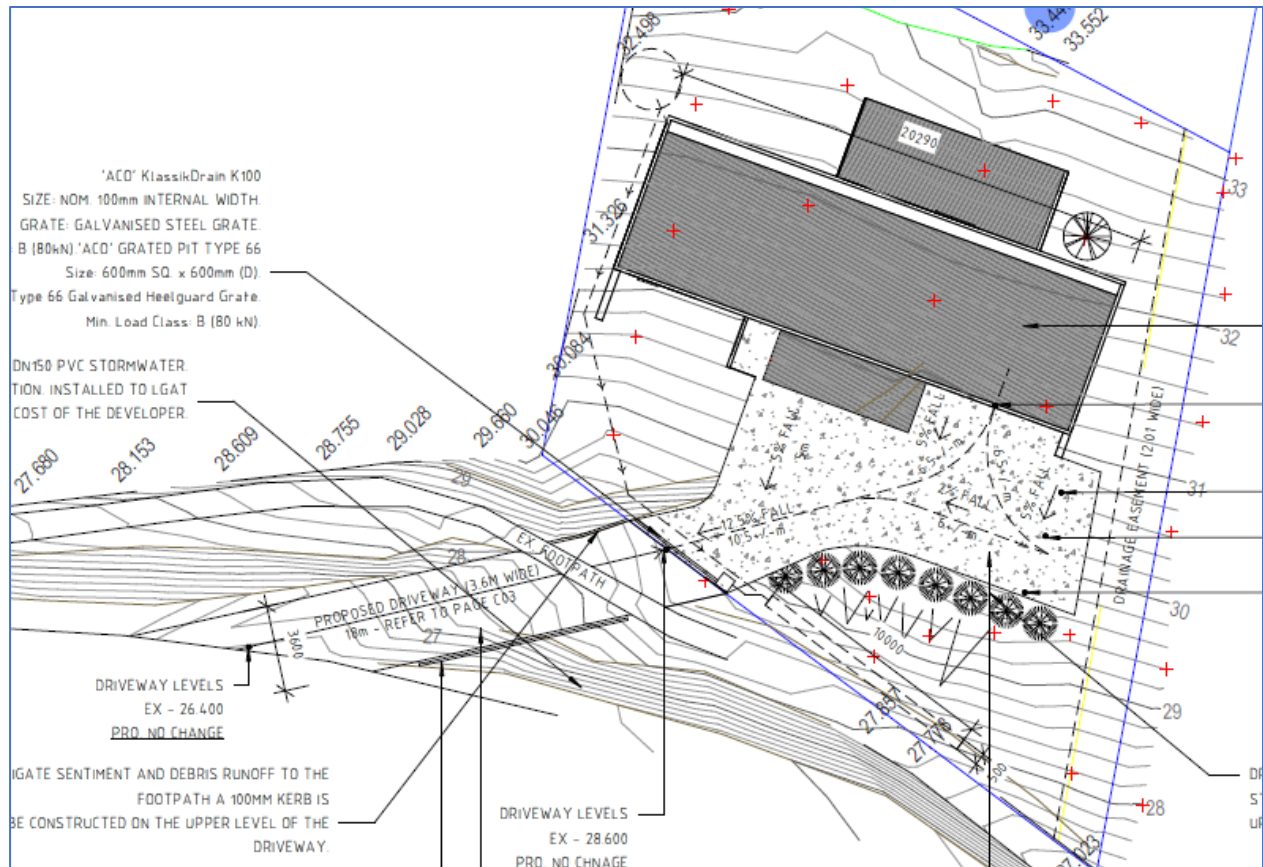 'ACO' KlassikDrain K100
SIZE: NOM. 100mm INTERNAL WIDTH.
GRATE: GALVANISED STEEL GRATE.
B (80kN).'ACO' GRATED PIT TYPE 66
Size: 600mm SQ. x 600mm (D).
Type 66 Galvanised Heelguard Grate.
Min. Load Class: B (80 kN).
DN150 PVC STORMWATER.
TION. INSTALLED TO LGAT
COST OF THE DEVELOPER.
32.498
33.552
20290
33
31.326
32
30.084
DRAINAGE EASEMENT (2.01 WIDE)
27.680
28.153
28.609
28.755
29.028
29.660
30.046
29
5% FALL
5% FALL
2% FALL
5% FALL
31
12.5% FALL
28
EX. FOOTPATH
PROPOSED DRIVEWAY (3.6M WIDE)
18m - REFER TO PAGE C03
27
3600
30
10000
27.857
27.778
500
29
28
DRIVEWAY LEVELS
EX - 26.400
PRO. NO CHANGE
IGATE SENTIMENT AND DEBRIS RUNOFF TO THE
FOOTPATH A 100MM KERB IS
BE CONSTRUCTED ON THE UPPER LEVEL OF THE
DRIVEWAY.
DRIVEWAY LEVELS
EX - 28.600
PRO. NO CHNAGE